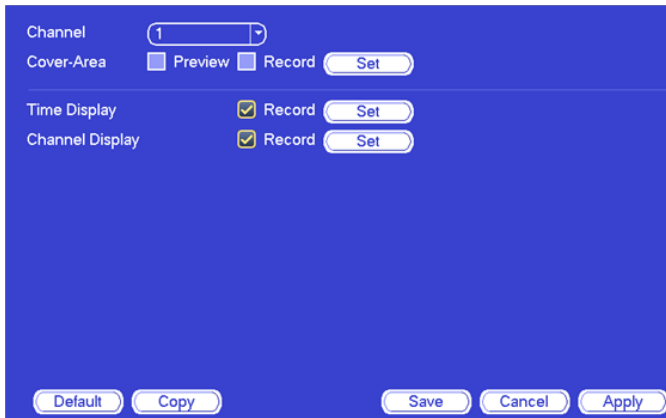 Channel 1
Cover-Area Preview Record Set
Time Display Record Set
Channel Display Record Set
Default Copy Save Cancel Apply